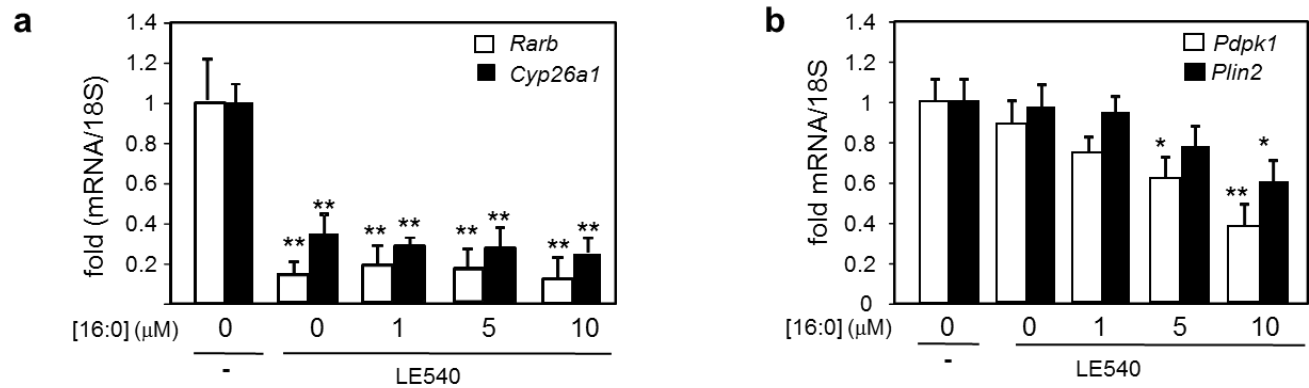 a
fold (mRNA/18S)
1.4
1.2
1
0.8
0.6
0.4
0.2
Rarb
Cyp26a1
** ** ** ** ** ** ** **
[16:0] (μM) 0 0 1 5 10
- LE540
b
fold mRNA/18S
1.4
1.2
1
0.8
0.6
0.4
0.2
0
Pdpk1
Plin2
* ** *
[16:0] (μM) 0 0 1 5 10
- LE540